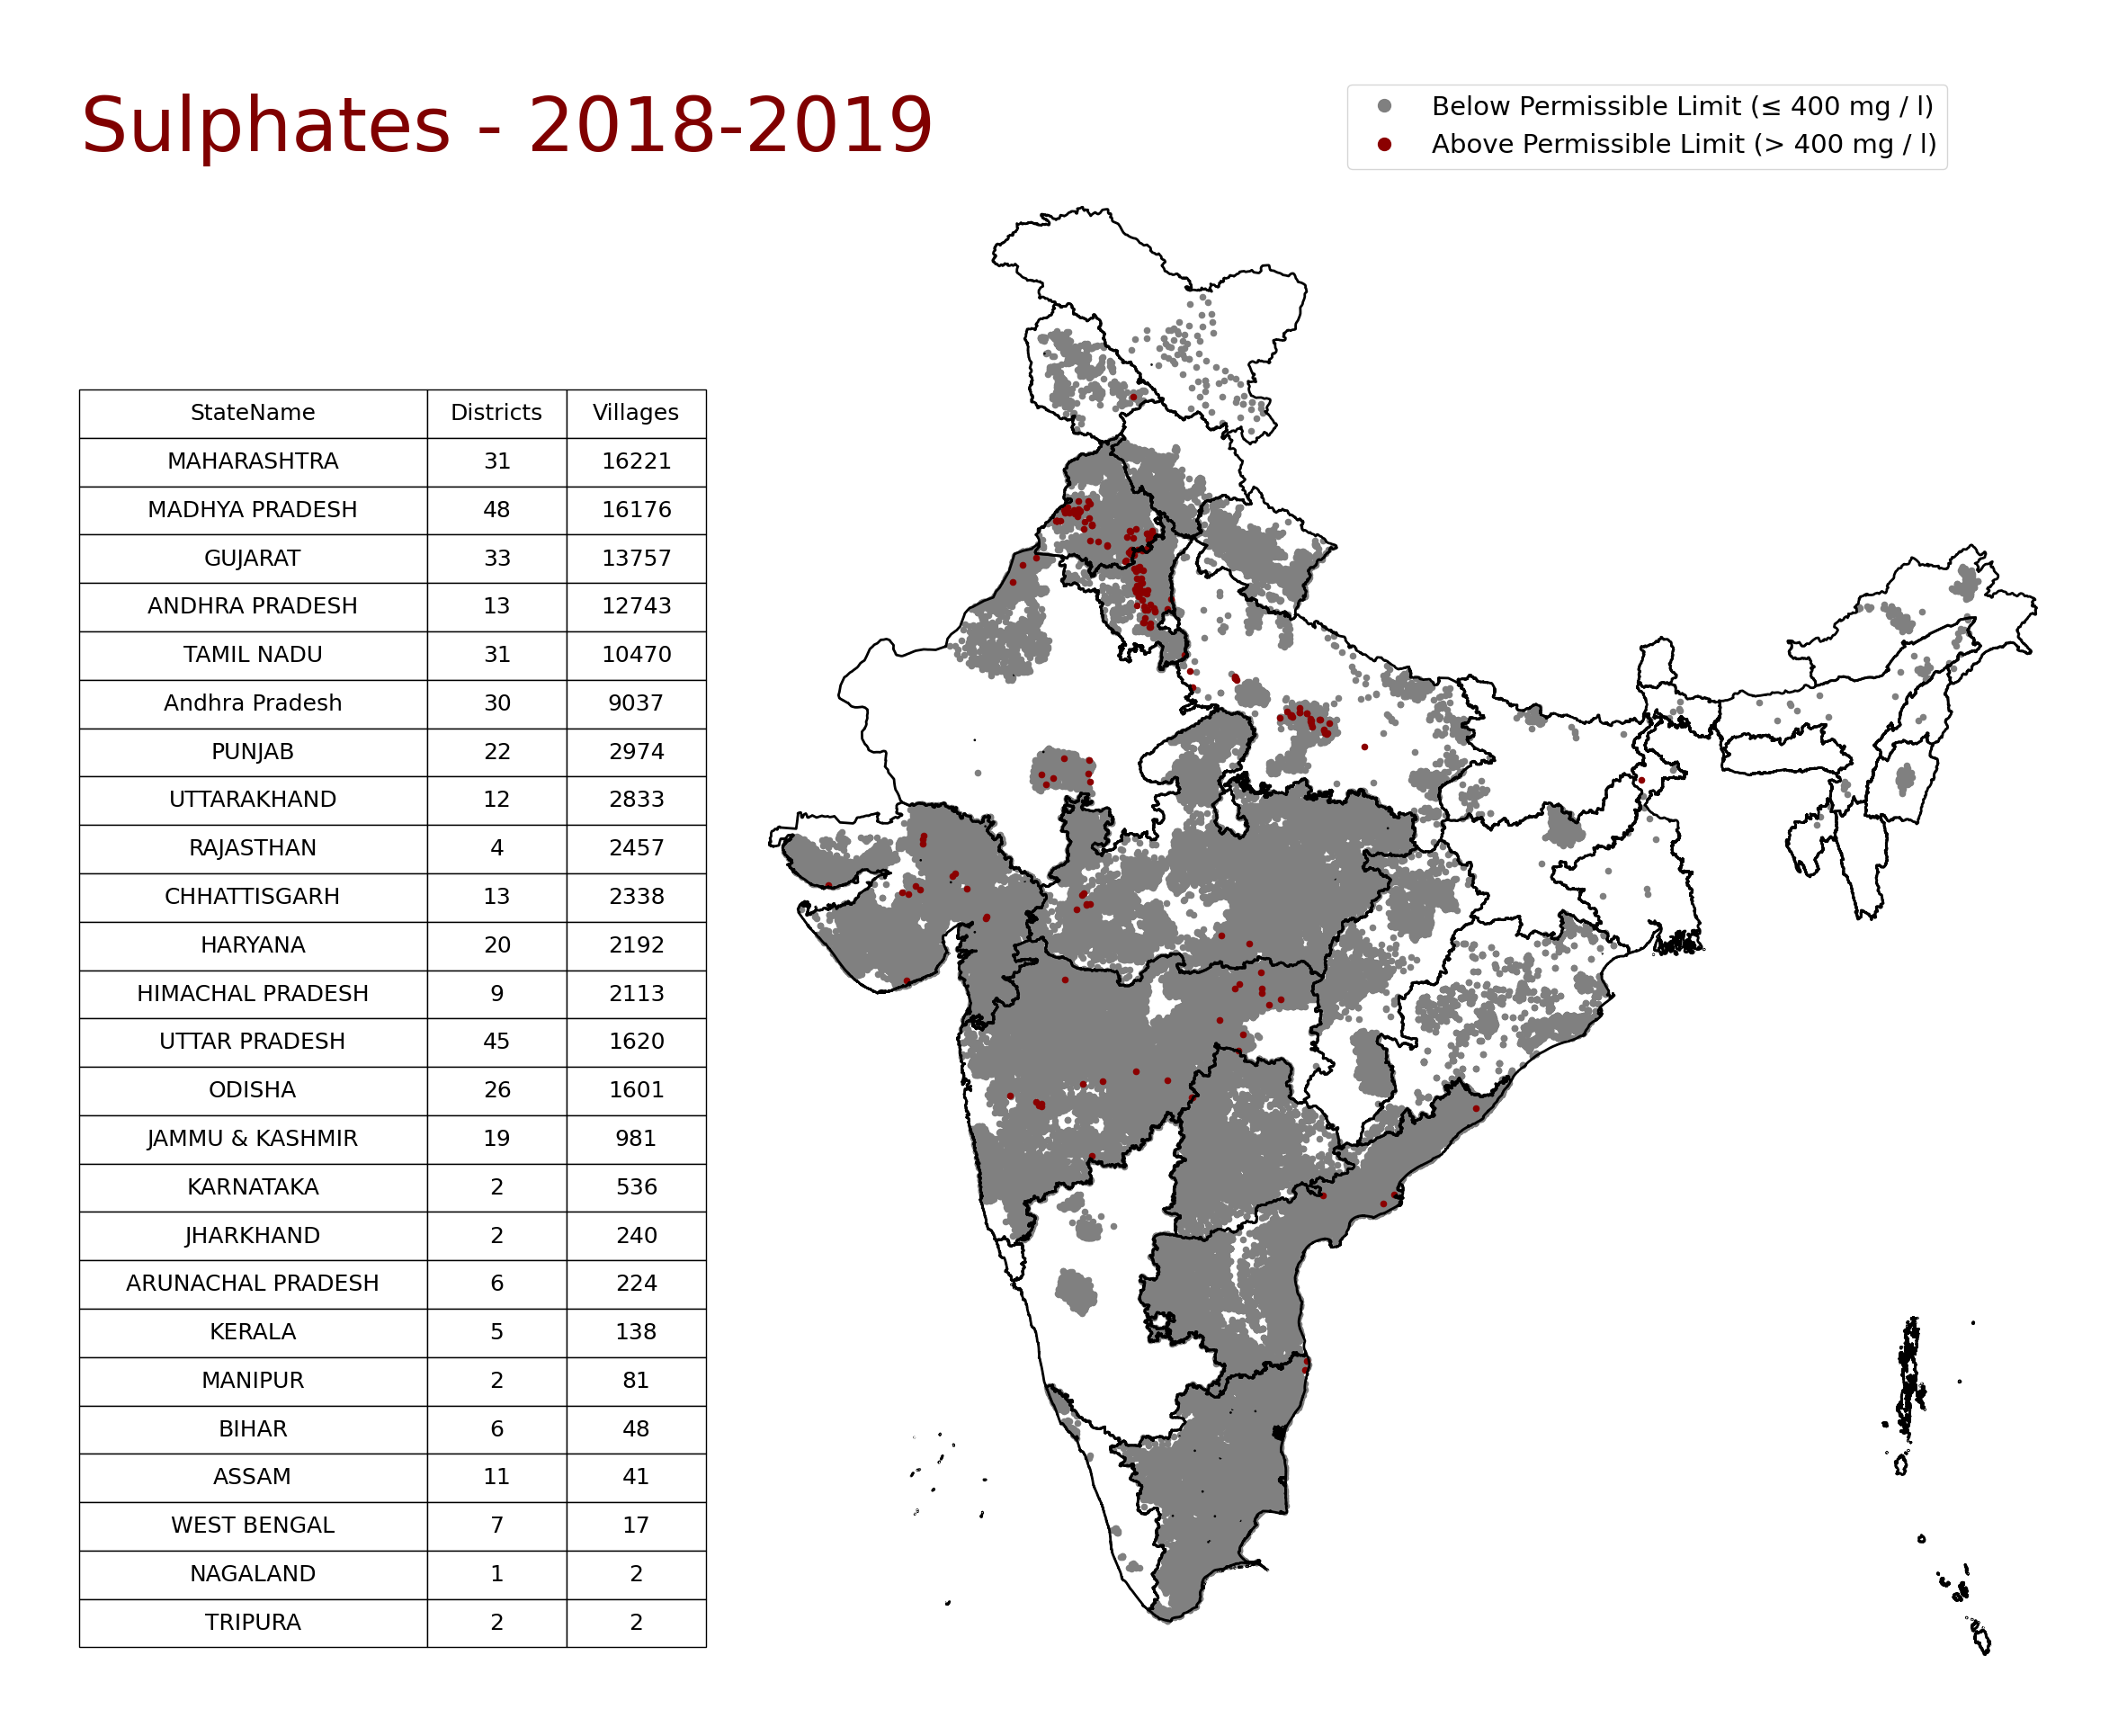 Sulphates - 2018-2019
Below Permissible Limit (≤ 400 mg / l)
Above Permissible Limit (> 400 mg / l)
StateName Districts Villages
MAHARASHTRA 31 16221
MADHYA PRADESH 48 16176
GUJARAT 33 13757
ANDHRA PRADESH 13 12743
TAMIL NADU 31 10470
Andhra Pradesh 30 9037
PUNJAB 22 2974
UTTARAKHAND 12 2833
RAJASTHAN 4 2457
CHHATTISGARH 13 2338
HARYANA 20 2192
HIMACHAL PRADESH 9 2113
UTTAR PRADESH 45 1620
ODISHA 26 1601
JAMMU & KASHMIR 19 981
KARNATAKA 2 536
JHARKHAND 2 240
ARUNACHAL PRADESH 6 224
KERALA 5 138
MANIPUR 2 81
BIHAR 6 48
ASSAM 11 41
WEST BENGAL 7 17
NAGALAND 1 2
TRIPURA 2 2